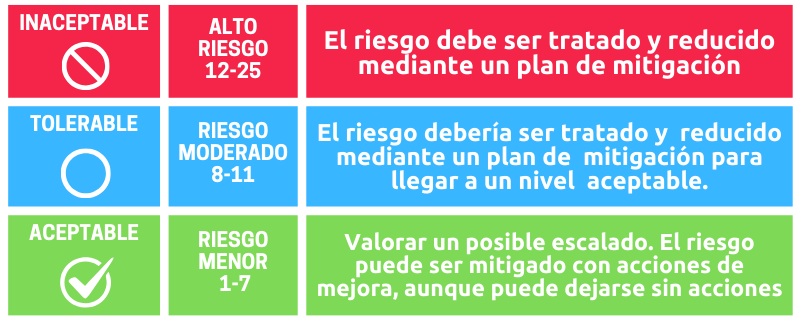 INACEPTABLE
ALTO
RIESGO
12-25
El riesgo debe ser tratado y reducido
mediante un plan de mitigación
TOLERABLE
RIESGO
MODERADO
8-11
El riesgo debería ser tratado y reducido
mediante un plan de mitigación para
llegar a un nivel aceptable.
ACEPTABLE
RIESGO
MENOR
1-7
Valorar un posible escalado. El riesgo
puede ser mitigado con acciones de
mejora, aunque puede dejarse sin acciones